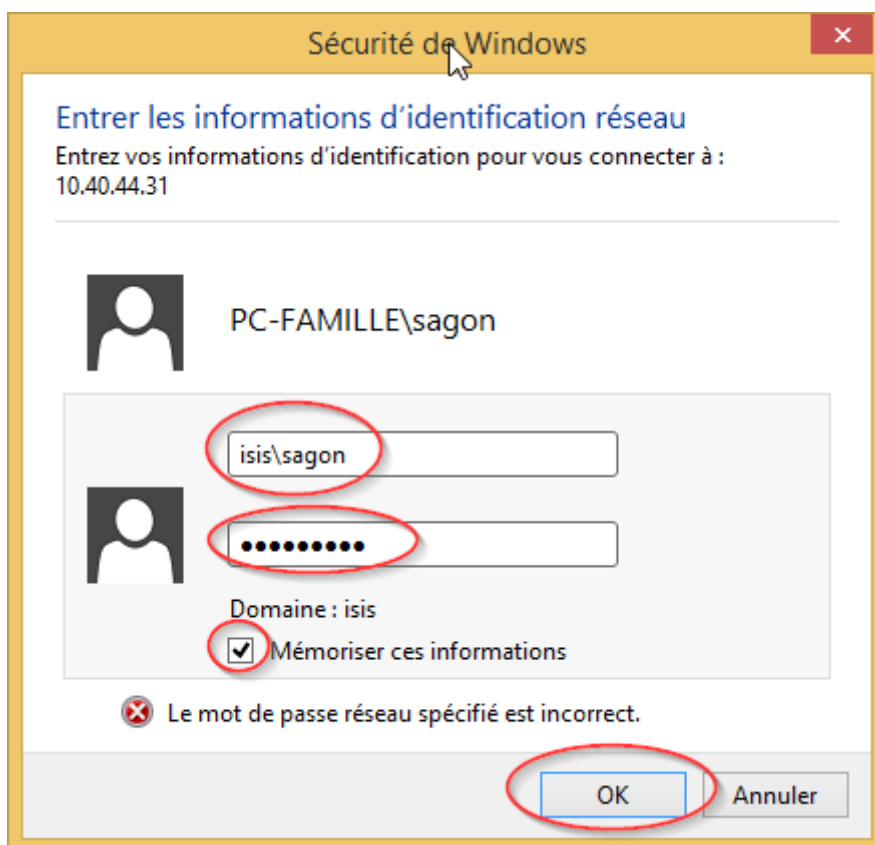 Sécurité de Windows
Entrer les informations d’identification réseau
Entrez vos informations d’identification pour vous connecter à :
10.40.44.31
PC-FAMILLE\sagon
isis\sagon
●●●●●●●●●
Domaine : isis
Mémoriser ces informations
Le mot de passe réseau spécifié est incorrect.
OK Annuler